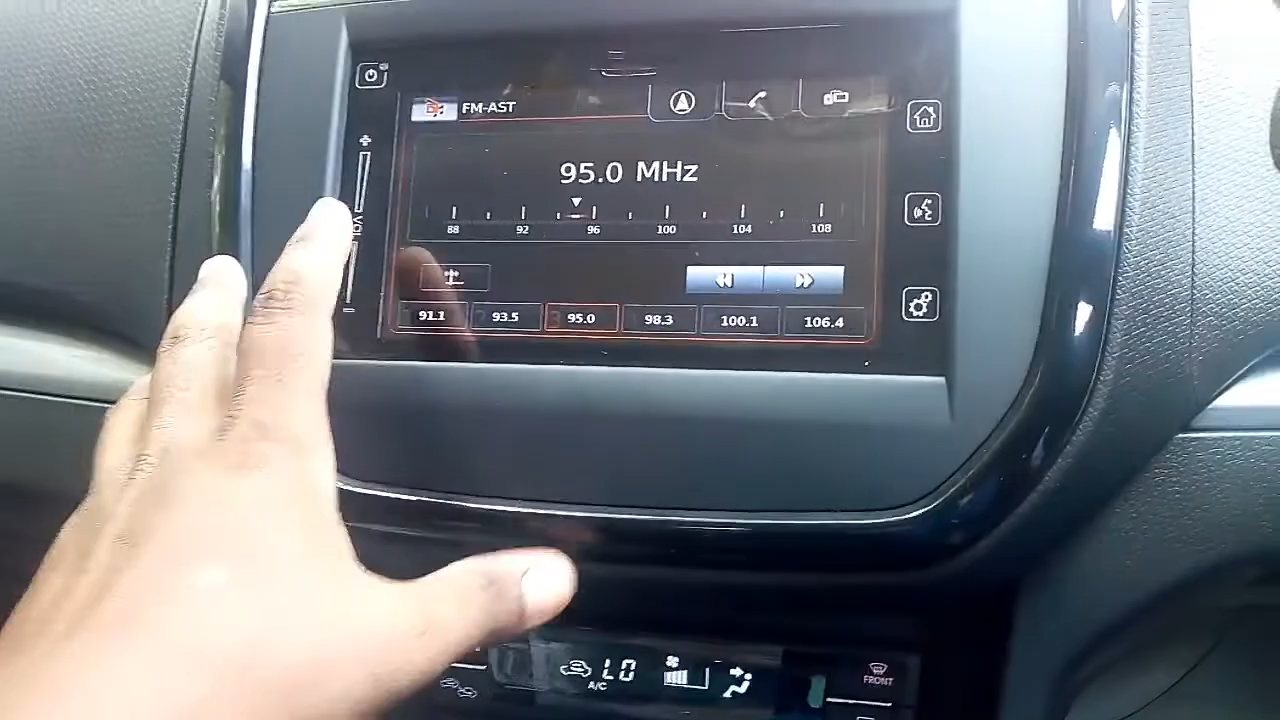 FM-AST
VOL
95.0 MHz
88 92 96 100 104 108
91.1 93.5 95.0 98.3 100.1 106.4
LO
A/C
FRONT